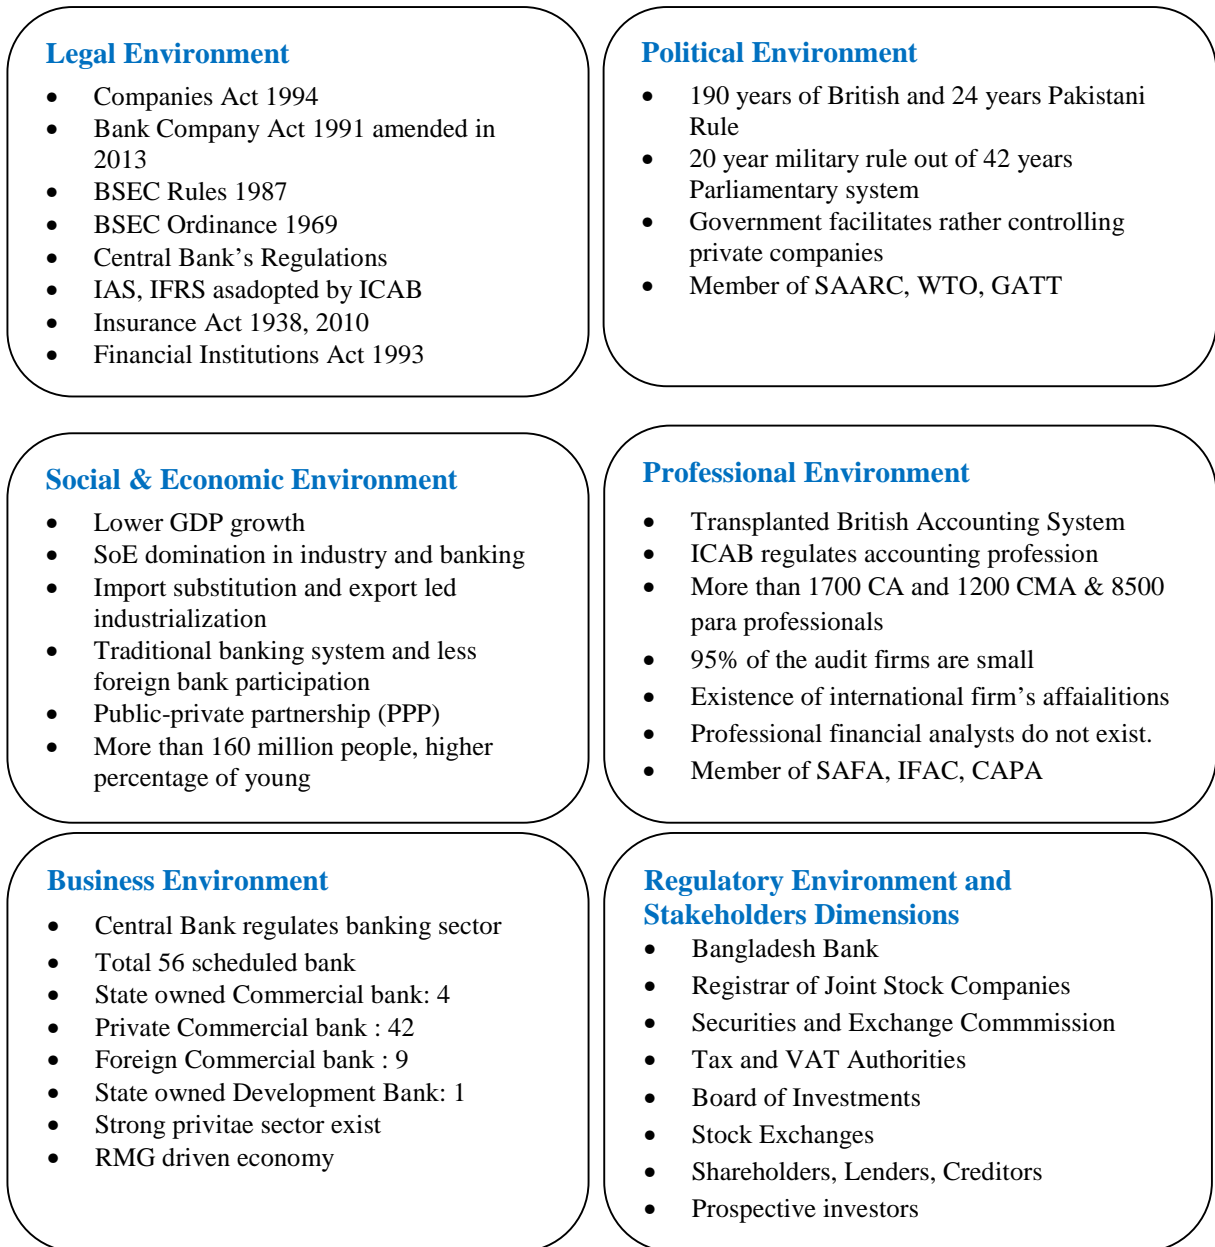 Legal Environment
• Companies Act 1994
• Bank Company Act 1991 amended in
2013
• BSEC Rules 1987
• BSEC Ordinance 1969
• Central Bank’s Regulations
• IAS, IFRS asadopted by ICAB
• Insurance Act 1938, 2010
• Financial Institutions Act 1993
Political Environment
• 190 years of British and 24 years Pakistani
Rule
• 20 year military rule out of 42 years
Parliamentary system
• Government facilitates rather controlling
private companies
• Member of SAARC, WTO, GATT
Social & Economic Environment
• Lower GDP growth
• SoE domination in industry and banking
• Import substitution and export led
industrialization
• Traditional banking system and less
foreign bank participation
• Public-private partnership (PPP)
• More than 160 million people, higher
percentage of young
Professional Environment
• Transplanted British Accounting System
• ICAB regulates accounting profession
• More than 1700 CA and 1200 CMA & 8500
para professionals
• 95% of the audit firms are small
• Existence of international firm’s affaialitions
• Professional financial analysts do not exist.
• Member of SAFA, IFAC, CAPA
Business Environment
• Central Bank regulates banking sector
• Total 56 scheduled bank
• State owned Commercial bank: 4
• Private Commercial bank : 42
• Foreign Commercial bank : 9
• State owned Development Bank: 1
• Strong privitae sector exist
• RMG driven economy
Regulatory Environment and
Stakeholders Dimensions
• Bangladesh Bank
• Registrar of Joint Stock Companies
• Securities and Exchange Commmission
• Tax and VAT Authorities
• Board of Investments
• Stock Exchanges
• Shareholders, Lenders, Creditors
• Prospective investors